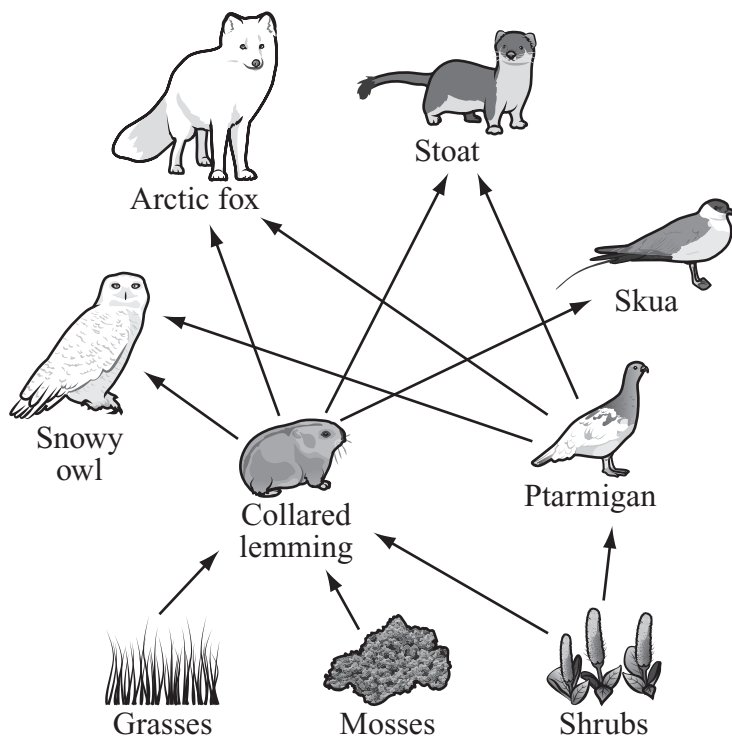 Arctic fox
Stoat
Skua
Snowy
owl
Ptarmigan
Collared
lemming
Grasses
Mosses
Shrubs